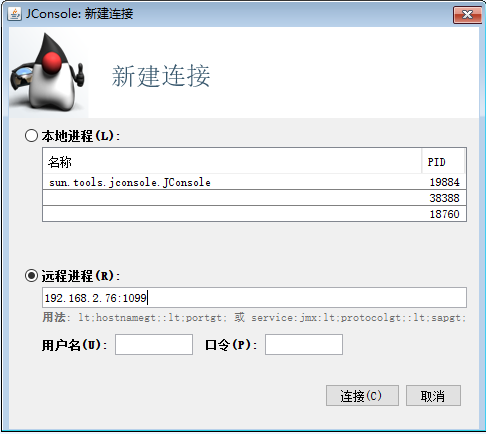 JConsole: 新建连接
新建连接
本地进程(L):
名称 PID
sun.tools.jconsole.JConsole 19884
38388
18760
远程进程(R):
192.168.2.76:1099
用法: lt;hostnamegt;:lt;portgt; 或 service:jmx:lt;protocolgt;:lt;sapgt;
用户名(U): 口令(P):
连接(C) 取消